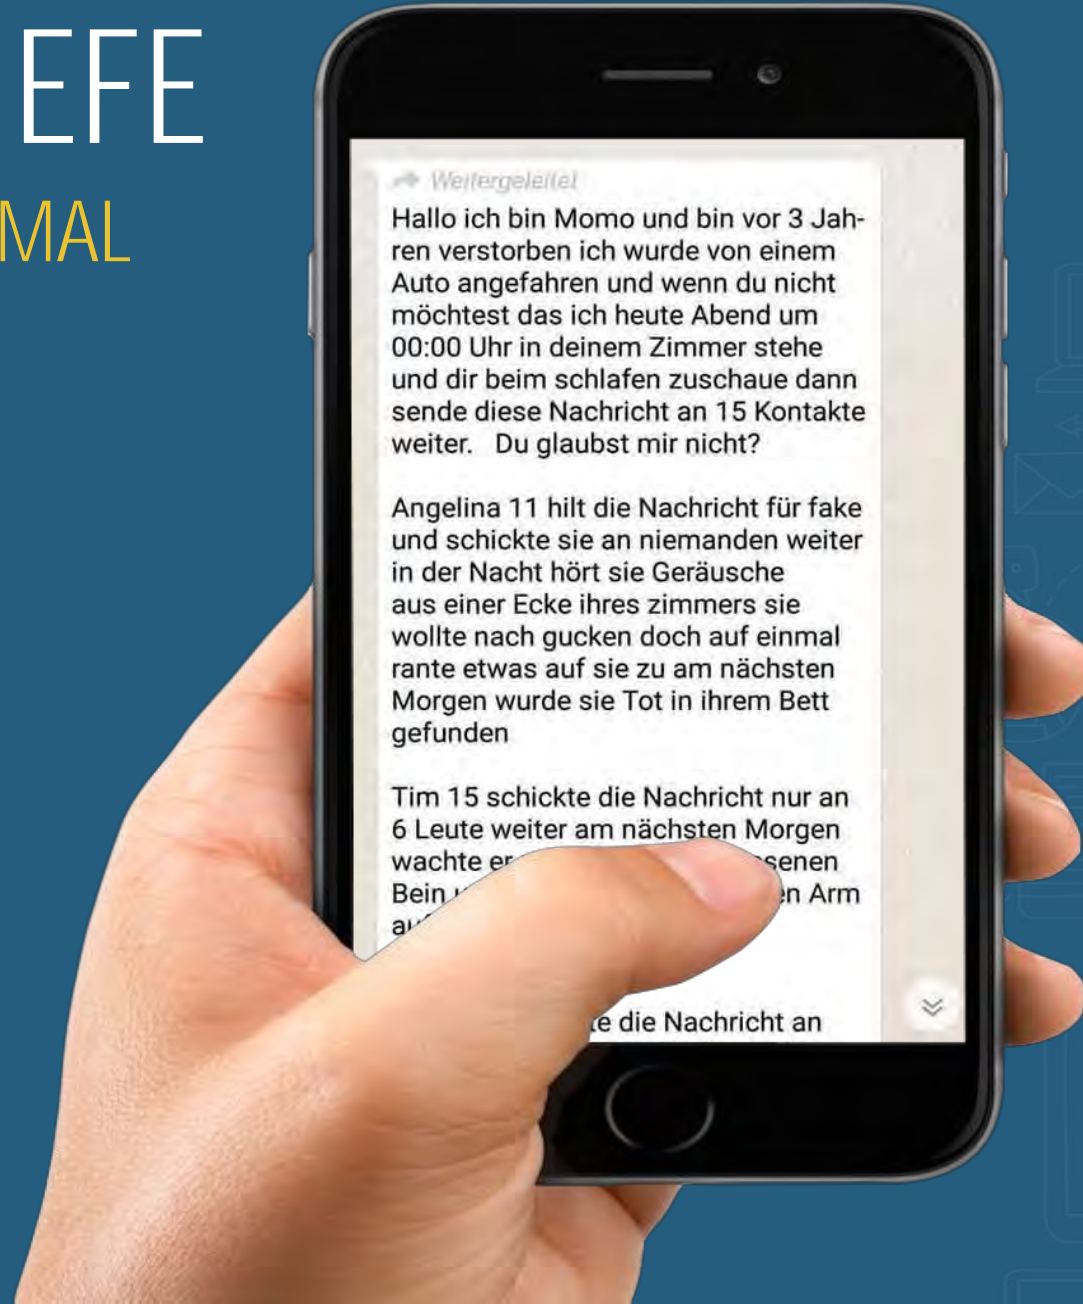 EFE
MAL
Weitergeleitet
Hallo ich bin Momo und bin vor 3 Jah-
ren verstorben ich wurde von einem
Auto angefahren und wenn du nicht
möchtest das ich heute Abend um
00:00 Uhr in deinem Zimmer stehe
und dir beim schlafen zuschaue dann
sende diese Nachricht an 15 Kontakte
weiter. Du glaubst mir nicht?
Angelina 11 hilt die Nachricht für fake
und schickte sie an niemanden weiter
in der Nacht hört sie Geräusche
aus einer Ecke ihres zimmers sie
wollte nach gucken doch auf einmal
rante etwas auf sie zu am nächsten
Morgen wurde sie Tot in ihrem Bett
gefunden
Tim 15 schickte die Nachricht nur an
6 Leute weiter am nächsten Morgen
wachte er senen
Bein en Arm
te die Nachricht an